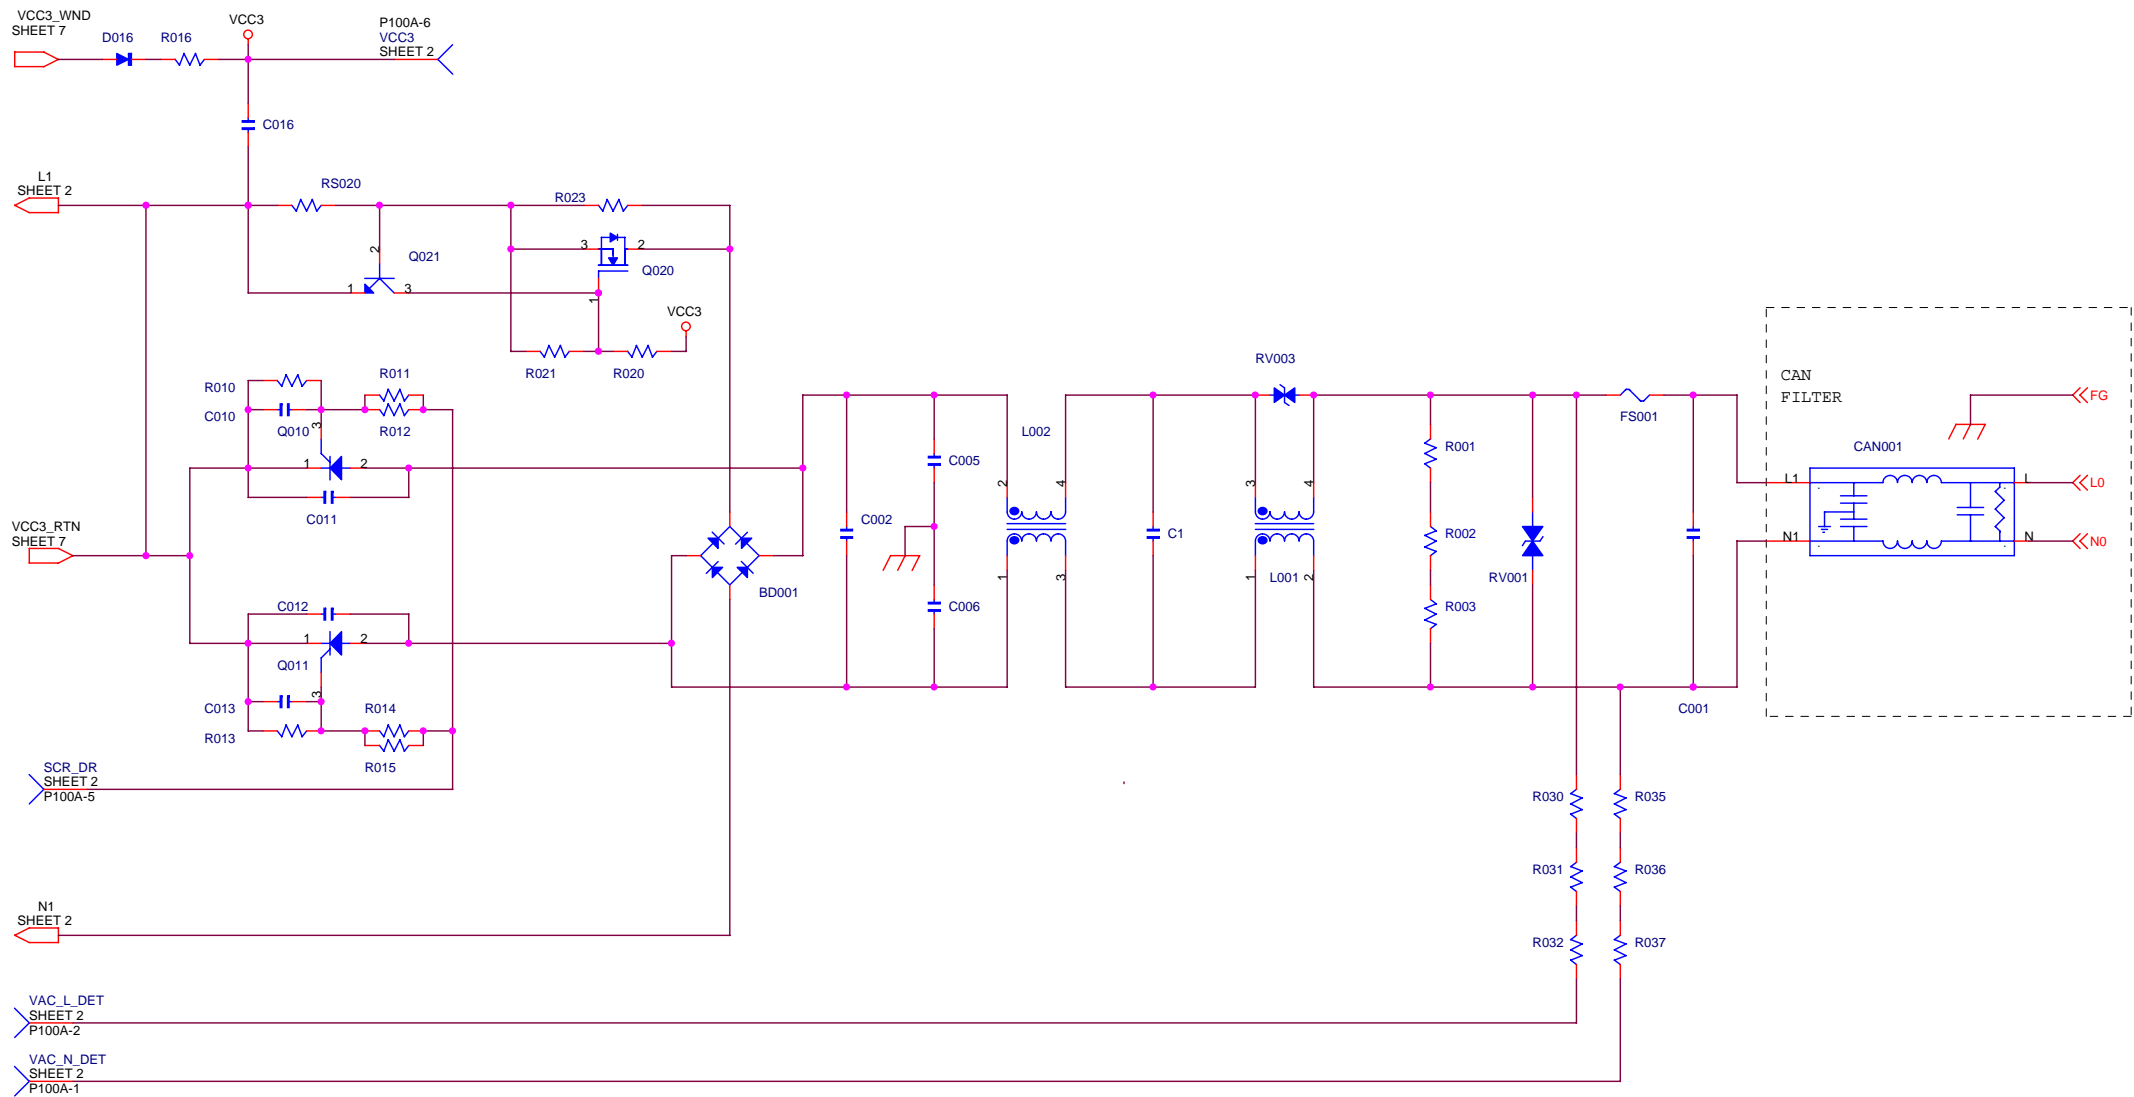 VCC3_WND
SHEET 7
D016
R016
VCC3
P100A-6
VCC3
SHEET 2
C016
L1
SHEET 2
RS020
R023
2
Q021
1
3
3
2
Q020
1
VCC3
R021
R020
R010
C010
Q010
3
R011
R012
1
2
C011
VCC3_RTN
SHEET 7
C012
1
2
Q011
3
C013
R013
R014
R015
SCR_DR
SHEET 2
P100A-5
BD001
C002
C005
C006
L002
2
4
1
3
C1
RV003
3
4
1
L001
2
R001
R002
R003
RV001
FS001
C001
CAN
FILTER
CAN001
L1
N1
L
N
FG
L0
N0
R030
R035
R031
R036
R032
R037
N1
SHEET 2
VAC_L_DET
SHEET 2
P100A-2
VAC_N_DET
SHEET 2
P100A-1